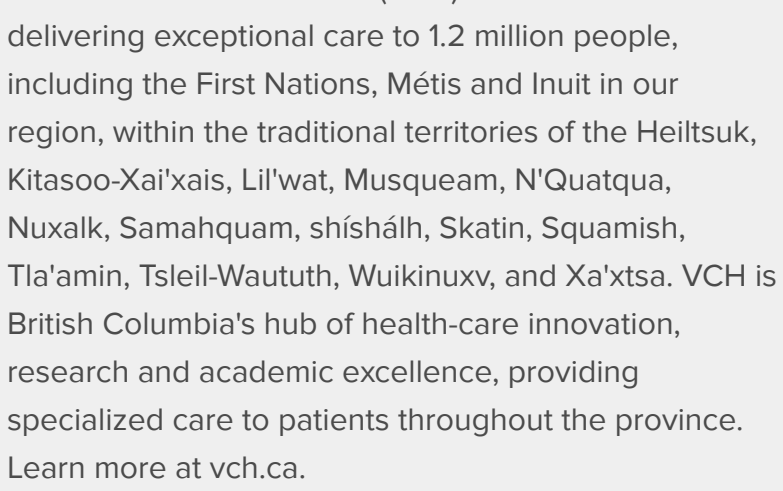 delivering exceptional care to 1.2 million people,
including the First Nations, Métis and Inuit in our
region, within the traditional territories of the Heiltsuk,
Kitasoo-Xai'xais, Lil'wat, Musqueam, N'Quatqua,
Nuxalk, Samahquam, shíshálh, Skatin, Squamish,
Tla'amin, Tsleil-Waututh, Wuikinuxv, and Xa'xtsa. VCH is
British Columbia's hub of health-care innovation,
research and academic excellence, providing
specialized care to patients throughout the province.
Learn more at vch.ca.